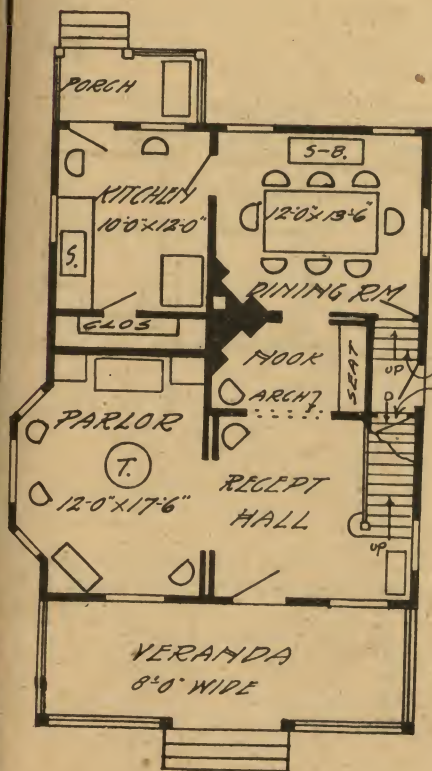 PORCH
S-B.
KITCHEN
10'0"X12'-0"
12'-0"X13'-6"
S.
DINING RM
CLOS
NOOK
SEAT
UP
D
ARCH
PARLOR
T.
12-0"X17-6"
RECEPT
HALL
UP
VERANDA
8'-0" WIDE